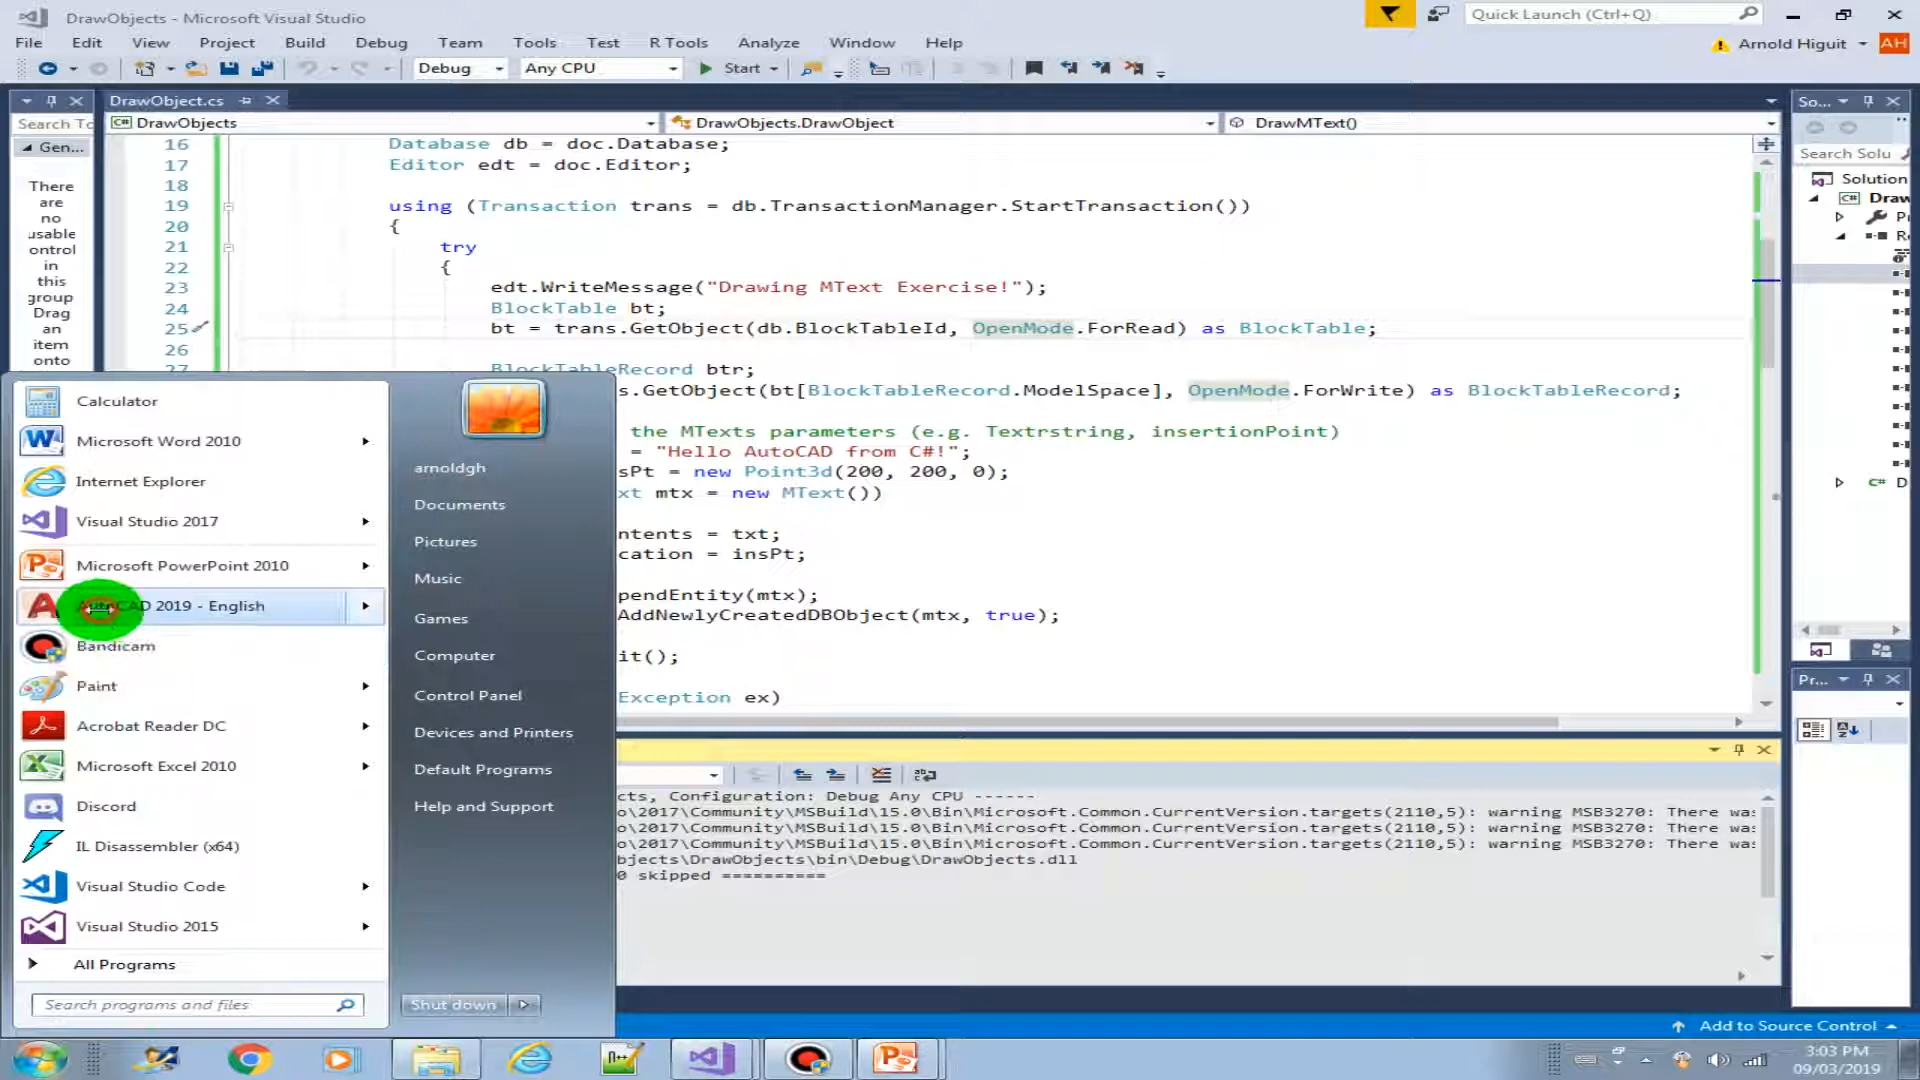 DrawObjects - Microsoft Visual Studio
Quick Launch (Ctrl+Q)
File Edit View Project Build Debug Team Tools Test R Tools Analyze Window Help
Arnold Higuit AH
Debug Any CPU Start
DrawObject.cs
So...
Search To
DrawObjects
DrawObjects.DrawObject
DrawMText()
Gen...
Search Solu
There
are
no
usable
ontrol
in
this
group
Drag
an
item
onto
Solution
Draw
P
R
D
16 Database db = doc.Database;
17 Editor edt = doc.Editor;
18
19 using (Transaction trans = db.TransactionManager.StartTransaction())
20 {
21 try
22 {
23 edt.WriteMessage("Drawing MText Exercise!");
24 BlockTable bt;
25 bt = trans.GetObject(db.BlockTableId, OpenMode.ForRead) as BlockTable;
26
27 BlockTableRecord btr;
s.GetObject(bt[BlockTableRecord.ModelSpace], OpenMode.ForWrite) as BlockTableRecord;
the MTexts parameters (e.g. Textrstring, insertionPoint)
= "Hello AutoCAD from C#!";
sPt = new Point3d(200, 200, 0);
xt mtx = new MText())
ntents = txt;
cation = insPt;
pendEntity(mtx);
AddNewlyCreatedDBObject(mtx, true);
it();
Exception ex)
Calculator
Microsoft Word 2010
Internet Explorer
Visual Studio 2017
Microsoft PowerPoint 2010
AutoCAD 2019 - English
Bandicam
Paint
Acrobat Reader DC
Microsoft Excel 2010
Discord
IL Disassembler (x64)
Visual Studio Code
Visual Studio 2015
All Programs
Search programs and files
arnoldgh
Documents
Pictures
Music
Games
Computer
Control Panel
Devices and Printers
Default Programs
Help and Support
Shut down
Pr...
cts, Configuration: Debug Any CPU ------
o\2017\Community\MSBuild\15.0\Bin\Microsoft.Common.CurrentVersion.targets(2110,5): warning MSB3270: There was
o\2017\Community\MSBuild\15.0\Bin\Microsoft.Common.CurrentVersion.targets(2110,5): warning MSB3270: There was
o\2017\Community\MSBuild\15.0\Bin\Microsoft.Common.CurrentVersion.targets(2110,5): warning MSB3270: There was
bjects\DrawObjects\bin\Debug\DrawObjects.dll
0 skipped ==========
Add to Source Control
3:03 PM
09/03/2019